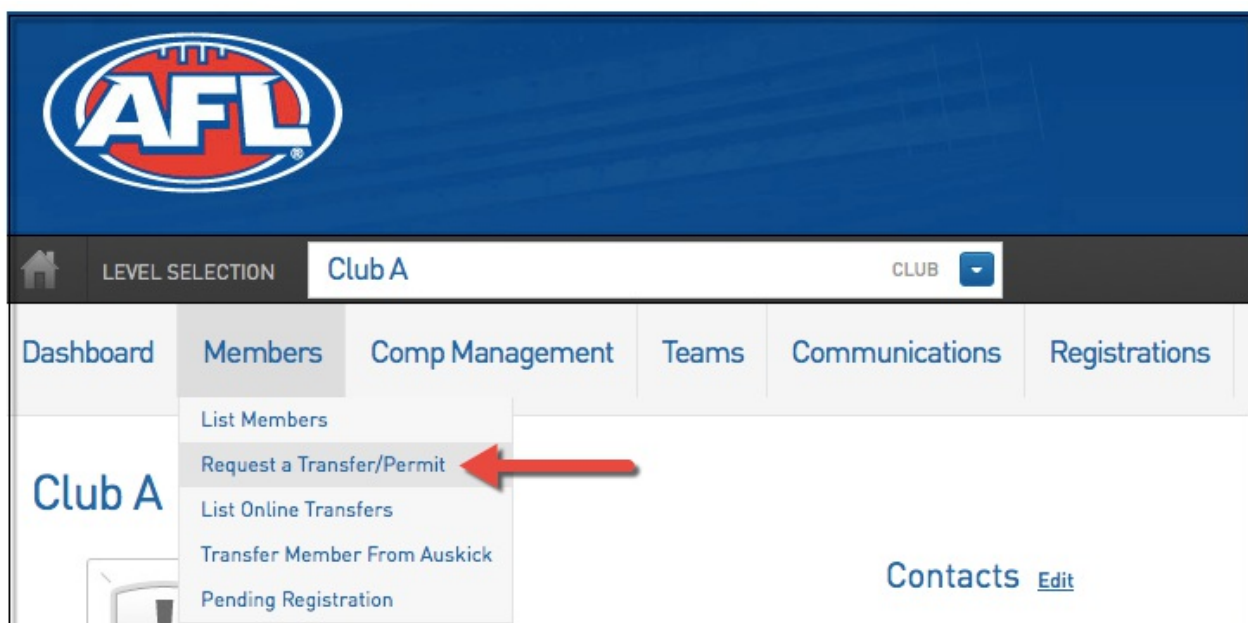 AFL®
LEVEL SELECTION Club A CLUB
Dashboard Members Comp Management Teams Communications Registrations
List Members
Request a Transfer/Permit
List Online Transfers
Transfer Member From Auskick
Pending Registration
Club A
Contacts Edit